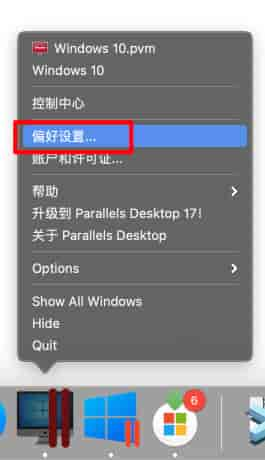 Windows 10.pvm
Windows 10
控制中心
偏好设置...
账户和许可证...
帮助
升级到 Parallels Desktop 17!
关于 Parallels Desktop
Options
Show All Windows
Hide
Quit
6